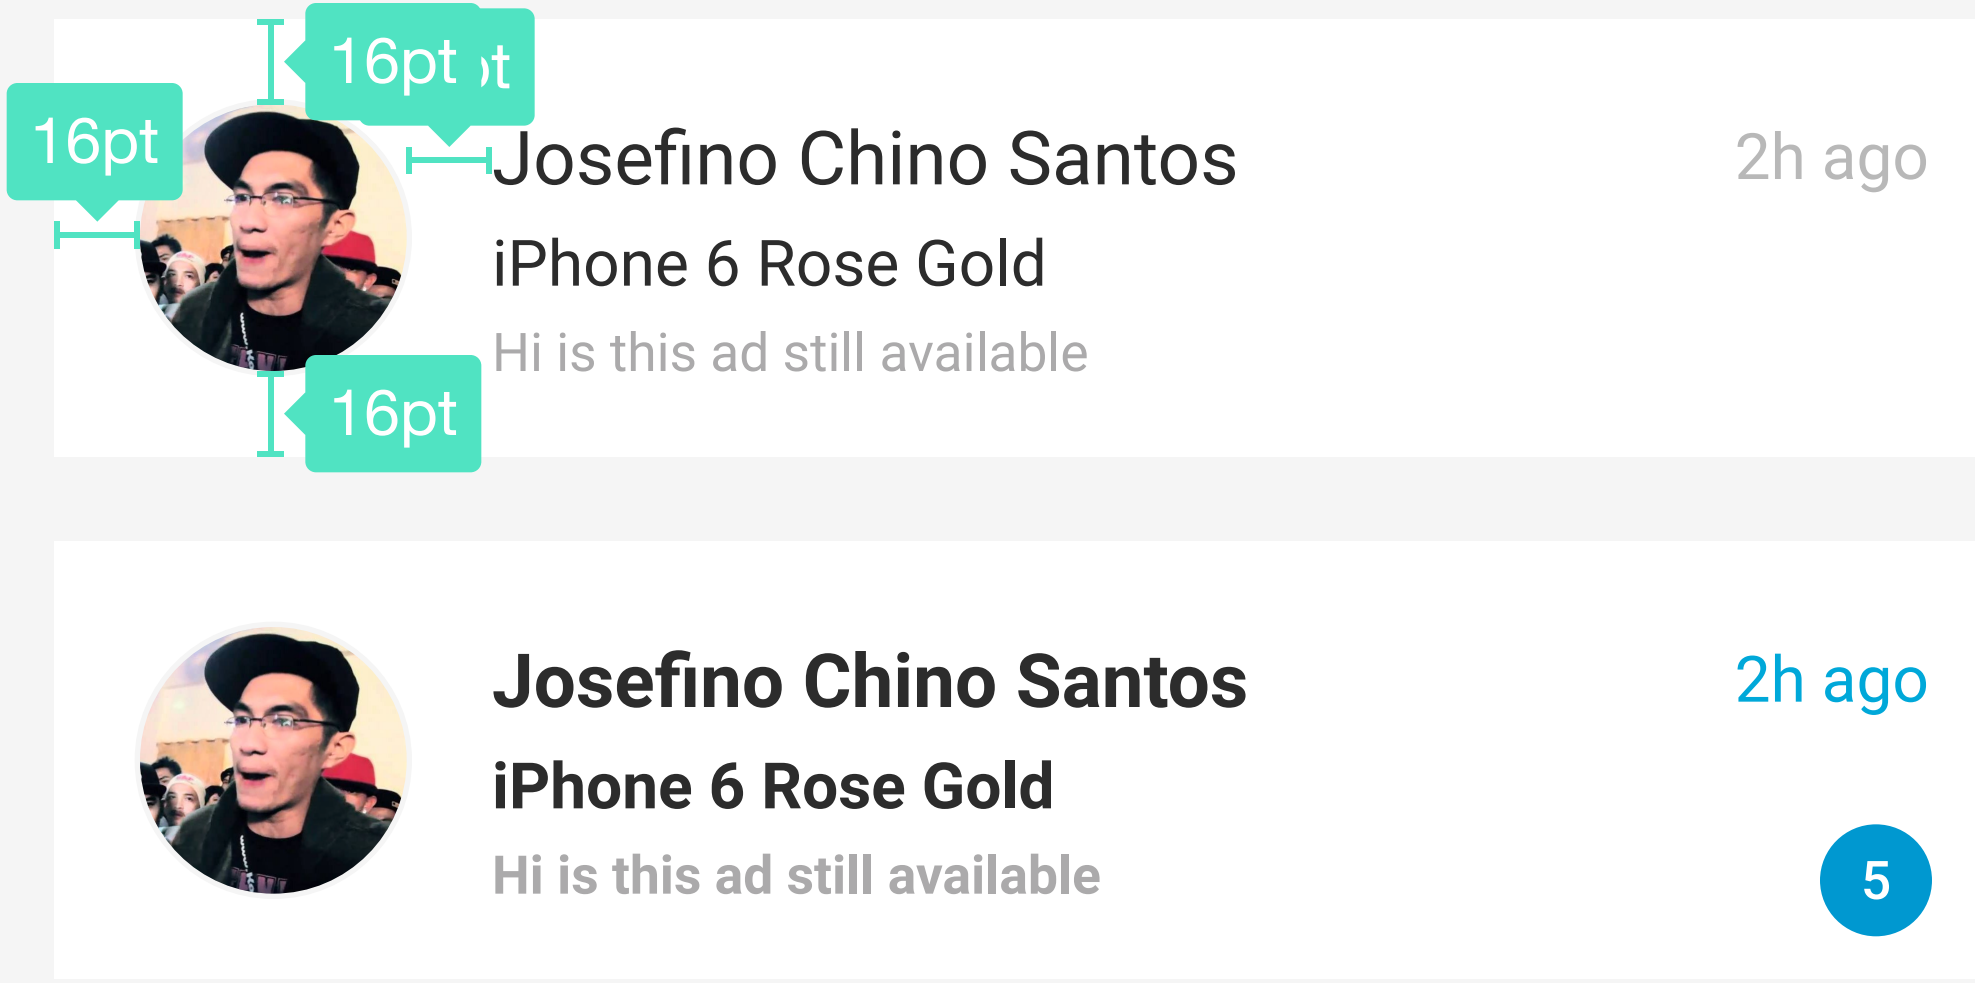 16pt
16pt
Josefino Chino Santos
2h ago
iPhone 6 Rose Gold
Hi is this ad still available
16pt
Josefino Chino Santos
2h ago
iPhone 6 Rose Gold
Hi is this ad still available
5